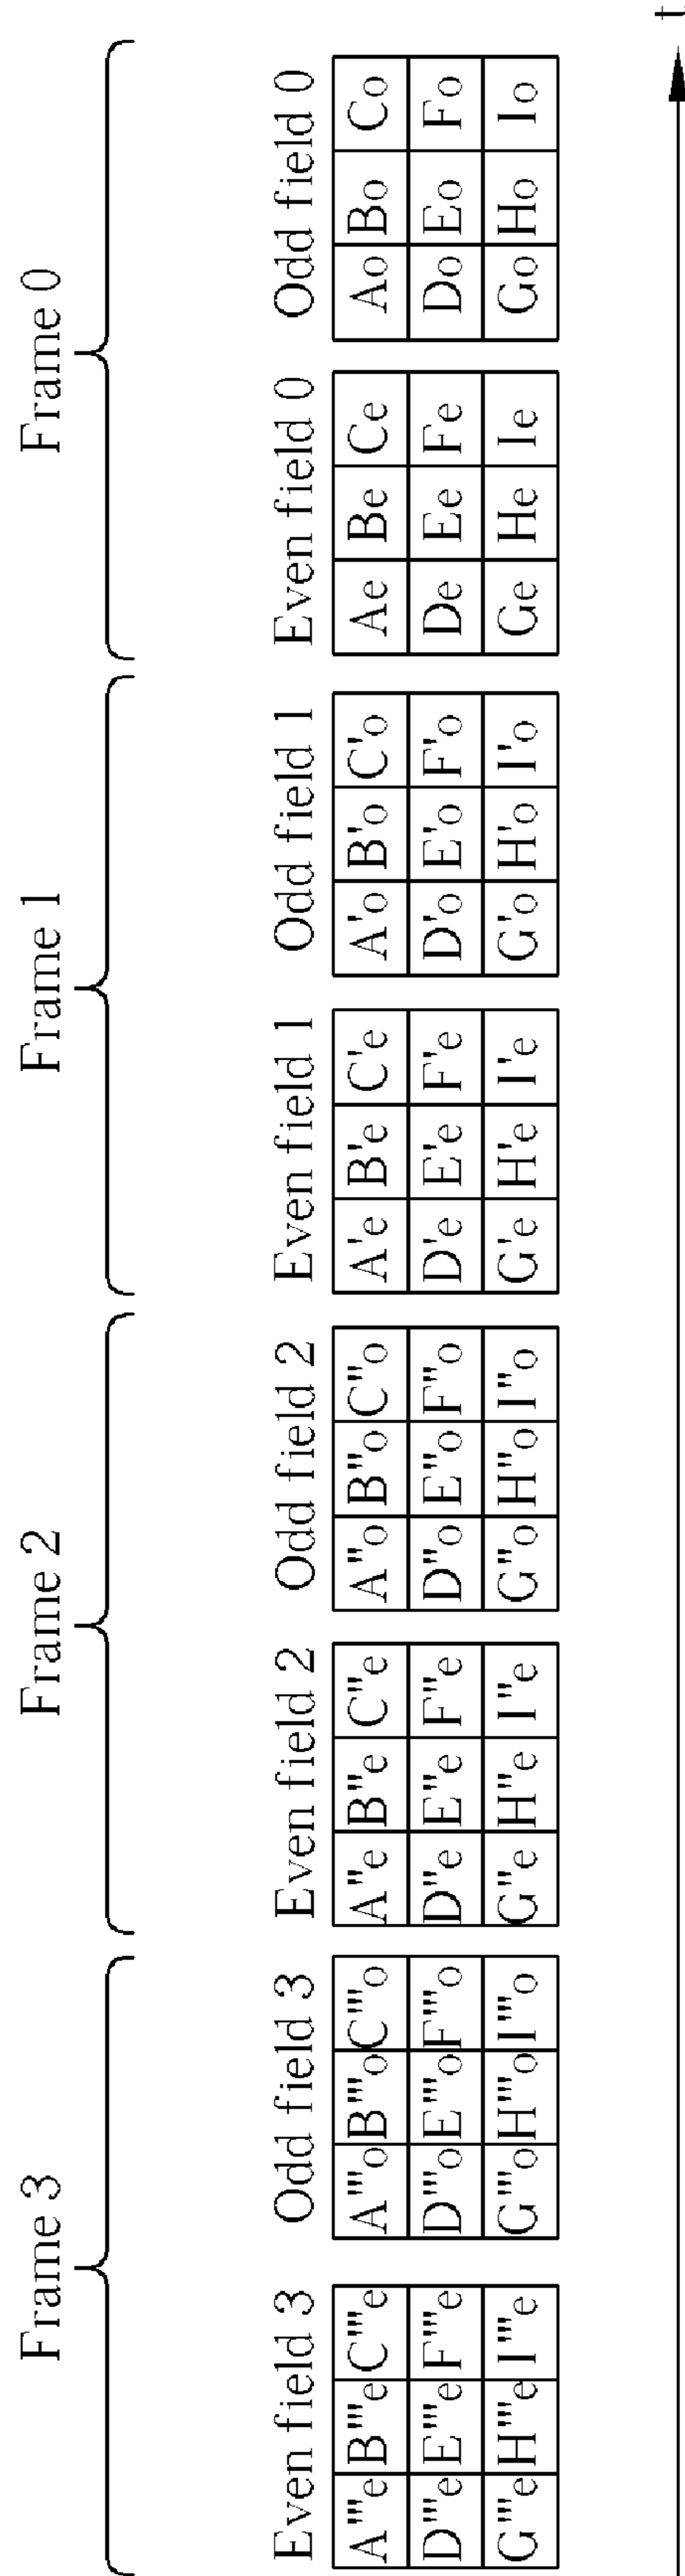 Frame 3 Frame 2 Frame 1 Frame 0
Even field 3 Odd field 3 Even field 2 Odd field 2 Even field 1 Odd field 1 Even field 0 Odd field 0
A'''e B'''e C'''e A'''o B'''o C'''o A''e B''e C''e A''o B''o C''o A'e B'e C'e A'o B'o C'o Ae Be Ce Ao Bo Co
D'''e E'''e F'''e D'''o E'''o F'''o D''e E''e F''e D''o E''o F''o D'e E'e F'e D'o E'o F'o De Ee Fe Do Eo Fo
G'''e H'''e I'''e G'''o H'''o I'''o G''e H''e I''e G''o H''o I''o G'e H'e I'e G'o H'o I'o Ge He Ie Go Ho Io
t